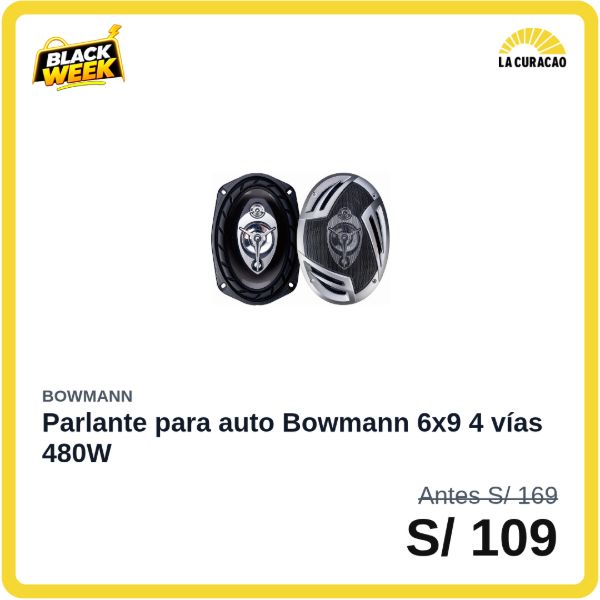 BLACK
WEEK
LA CURACAO
BOWMANN
Parlante para auto Bowmann 6x9 4 vías
480W
Antes S/ 169
S/ 109